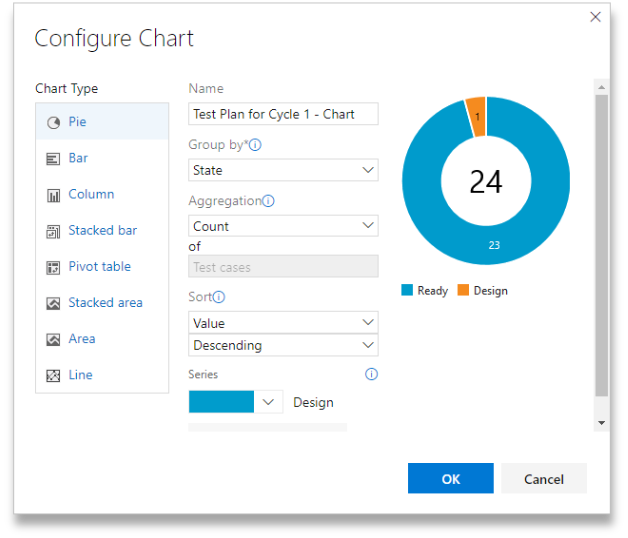 Configure Chart
Chart Type
Pie
Bar
Column
Stacked bar
Pivot table
Stacked area
Area
Line
Name
Test Plan for Cycle 1 - Chart
Group by*
State
Aggregation
Count
of
Test cases
Sort
Value
Descending
Series
Design
1
24
23
Ready Design
OK Cancel